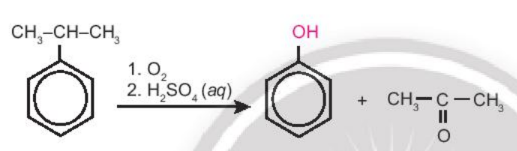 CH₃–CH–CH₃
1. O₂
2. H₂SO₄ (aq)
OH
+
CH₃ — C — CH₃
O